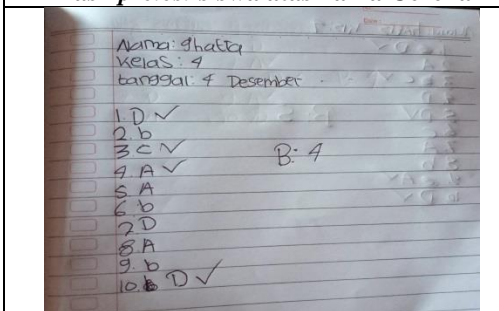 Nama: Ghatta
Kelas: 4
tanggal: 4 Desember
1. D ✓
2. b
3 C ✓
4. A ✓
5. A
6. b
7 D
8 A
9. b
10. D ✓
B: 4